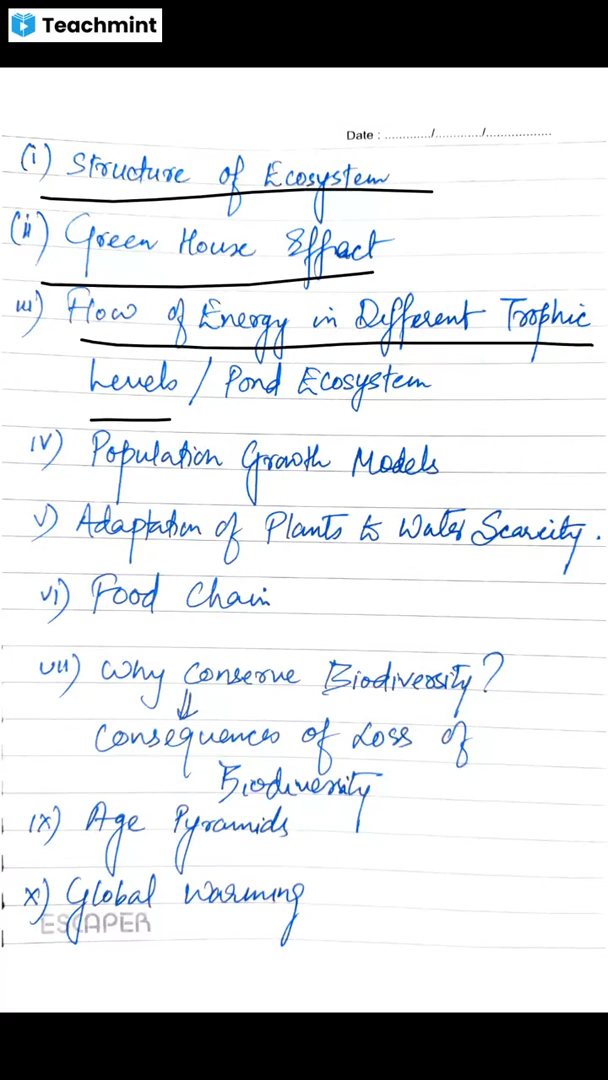 Teachmint
Date : ............/............/.................
(i) Structure of Ecosystem
(ii) Green House Effect
iii) Flow of Energy in Different Trophic
Levels / Pond Ecosystem
iv) Population Growth Models
v) Adaptation of Plants to Water Scarcity.
vi) Food Chain
vii) Why Conserve Biodiversity?
⇓
Consequences of Loss of
Biodiversity
ix) Age Pyramids
x) Global Warming
ESCAPER